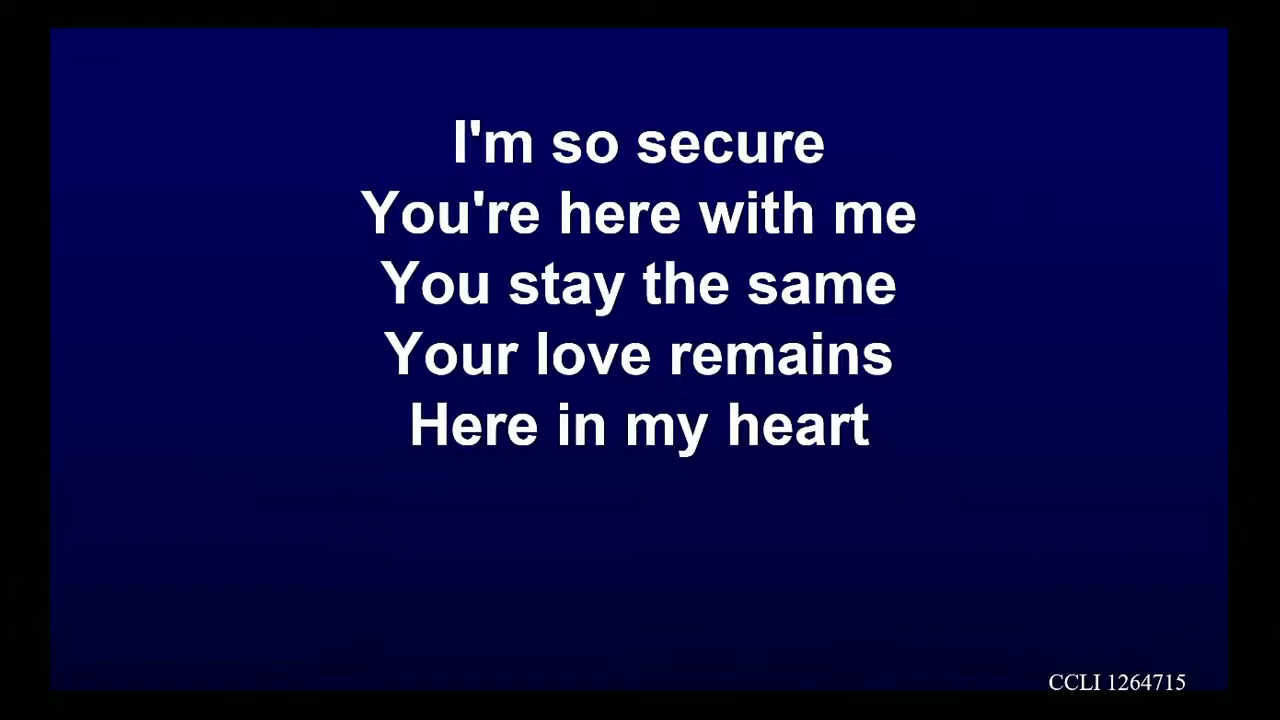 I'm so secure
You're here with me
You stay the same
Your love remains
Here in my heart
CCLI 1264715